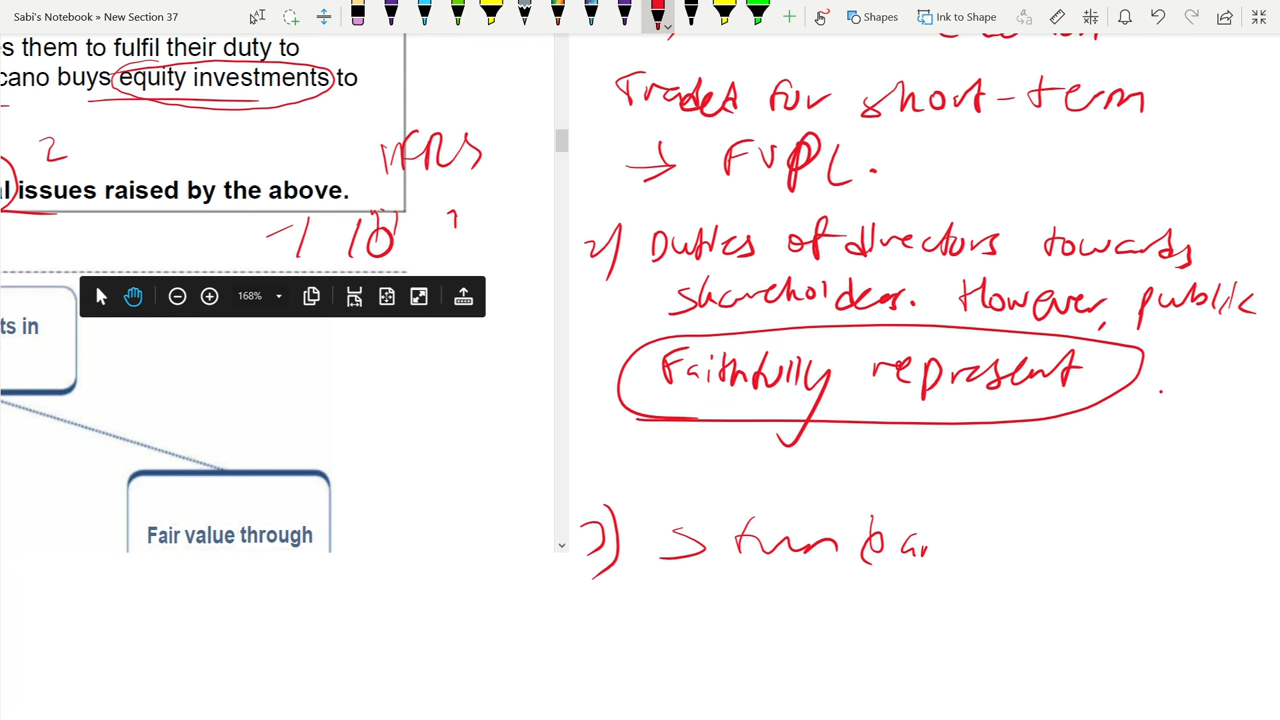 Sabi's Notebook » New Section 37
Shapes
Ink to Shape
s them to fulfil their duty to
cano buys equity investments to
2
IFRS
l issues raised by the above.
10
168%
ts in
Fair value through
Traded for short-term
→ FVPL.
2) Duties of directors towards
shareholders. However, public
Faithfully represent
3)